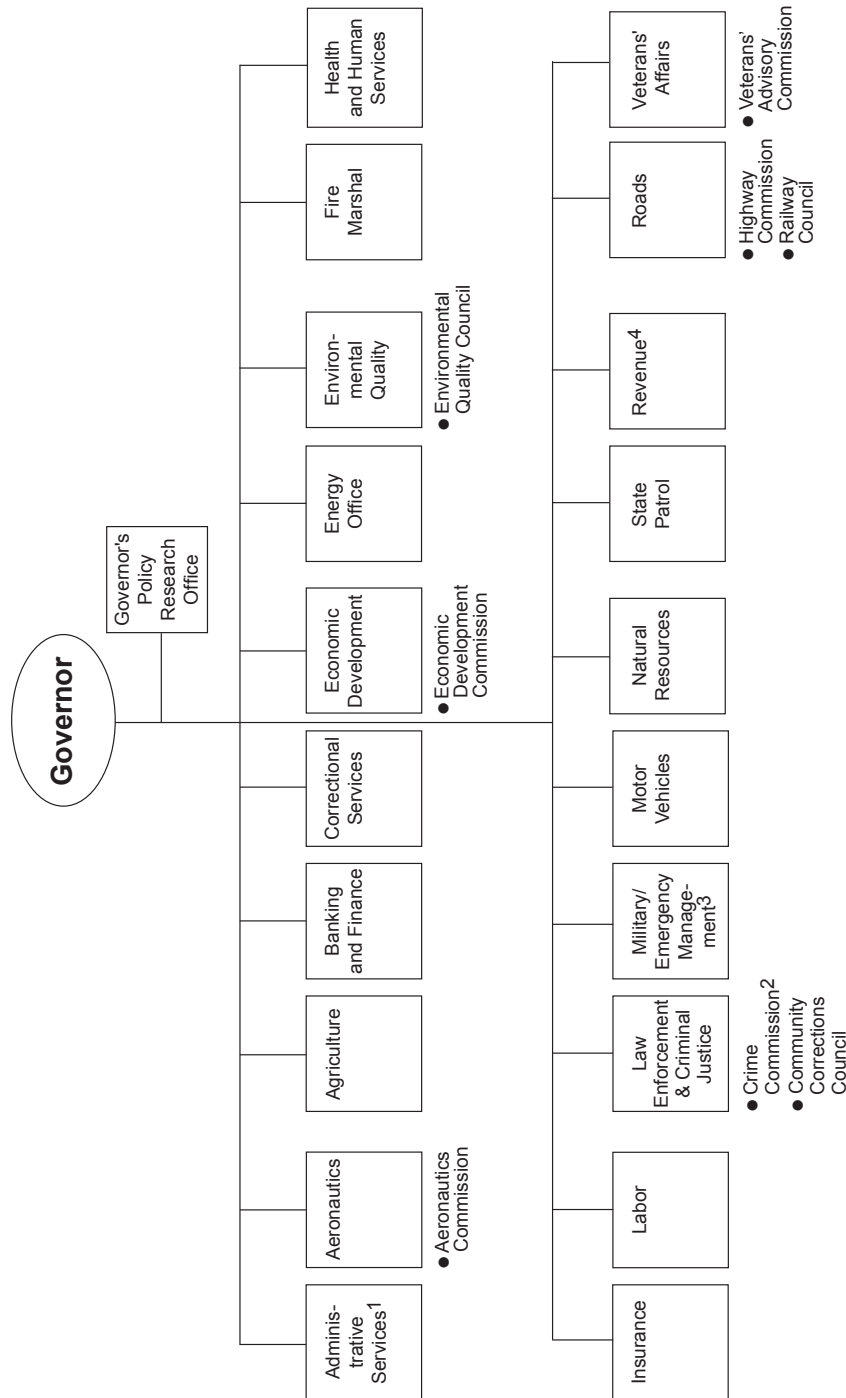 Governor
Governor's
Policy
Research
Office
Adminis-
trative
Services1
Aeronautics
● Aeronautics
Commission
Agriculture
Banking
and Finance
Correctional
Services
Economic
Development
● Economic
Development
Commission
Energy
Office
Environ-
mental
Quality
● Environmental
Quality Council
Fire
Marshal
Health
and Human
Services
Insurance
Labor
Law
Enforcement
& Criminal
Justice
● Crime
Commission2
● Community
Corrections
Council
Military/
Emergency
Manage-
ment3
Motor
Vehicles
Natural
Resources
State
Patrol
Revenue4
Roads
● Highway
Commission
● Railway
Council
Veterans'
Affairs
● Veterans’
Advisory
Commission